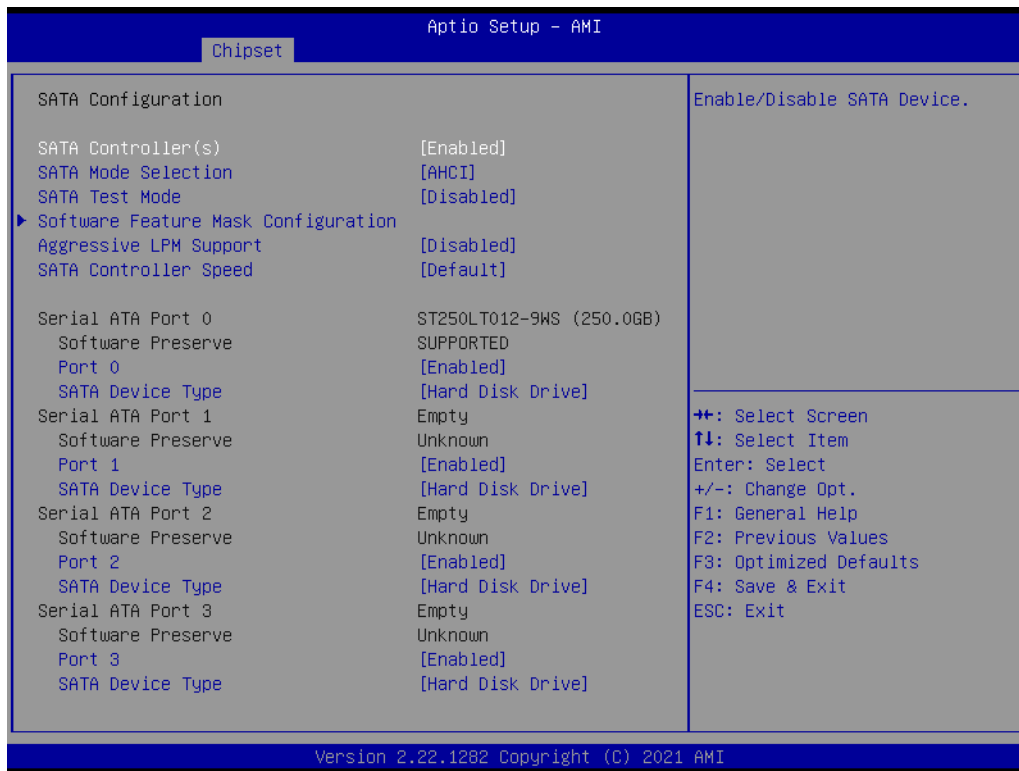 Aptio Setup – AMI
Chipset
SATA Configuration
SATA Controller(s) [Enabled]
SATA Mode Selection [AHCI]
SATA Test Mode [Disabled]
Software Feature Mask Configuration
Aggressive LPM Support [Disabled]
SATA Controller Speed [Default]
Serial ATA Port 0 ST250LT012-9WS (250.0GB)
Software Preserve SUPPORTED
Port 0 [Enabled]
SATA Device Type [Hard Disk Drive]
Serial ATA Port 1 Empty
Software Preserve Unknown
Port 1 [Enabled]
SATA Device Type [Hard Disk Drive]
Serial ATA Port 2 Empty
Software Preserve Unknown
Port 2 [Enabled]
SATA Device Type [Hard Disk Drive]
Serial ATA Port 3 Empty
Software Preserve Unknown
Port 3 [Enabled]
SATA Device Type [Hard Disk Drive]
Enable/Disable SATA Device.
→←: Select Screen
↑↓: Select Item
Enter: Select
+/-: Change Opt.
F1: General Help
F2: Previous Values
F3: Optimized Defaults
F4: Save & Exit
ESC: Exit
Version 2.22.1282 Copyright (C) 2021 AMI